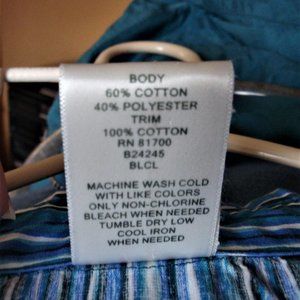 BODY
60% COTTON
40% POLYESTER
TRIM
100% COTTON
RN 81700
B24245
BLCL
MACHINE WASH COLD
WITH LIKE COLORS
ONLY NON-CHLORINE
BLEACH WHEN NEEDED
TUMBLE DRY LOW
COOL IRON
WHEN NEEDED